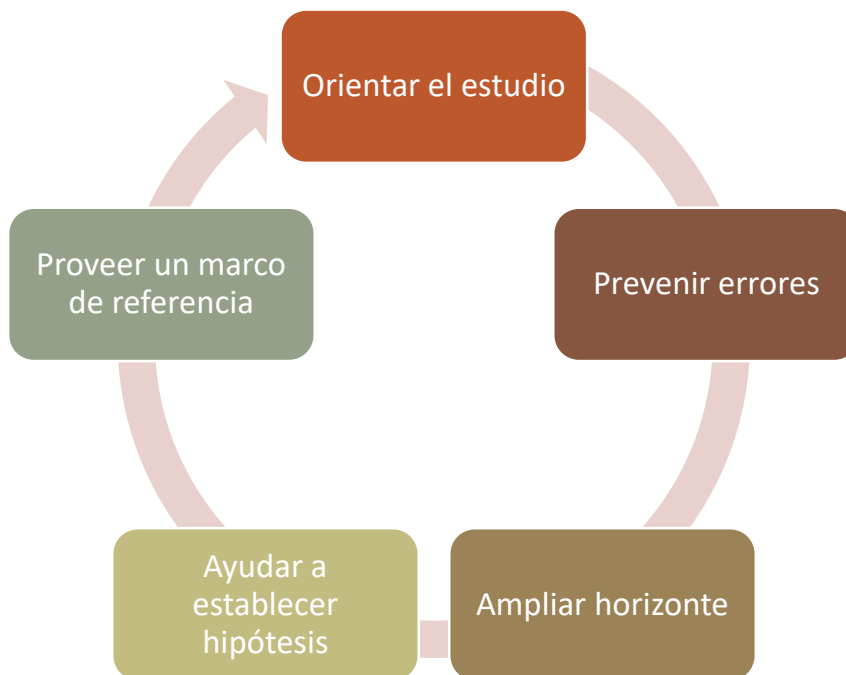 Orientar el estudio
Prevenir errores
Ampliar horizonte
Ayudar a
establecer
hipótesis
Proveer un marco
de referencia